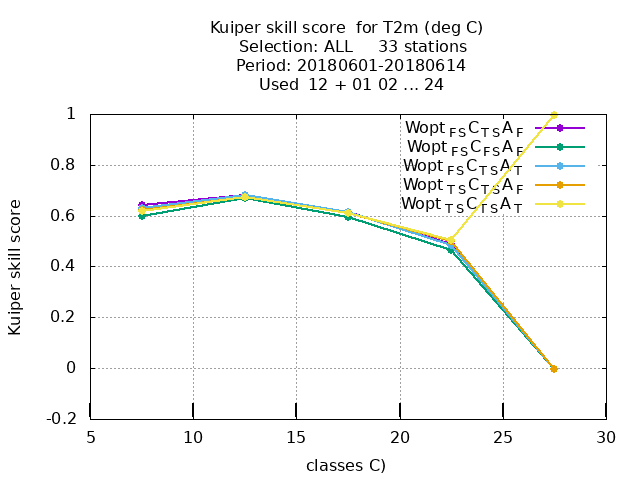 Kuiper skill score for T2m (deg C)
Selection: ALL 33 stations
Period: 20180601-20180614
Used 12 + 01 02 ... 24
Wopt FS C TS A F
Wopt FS C FS A F
Wopt FS C TS A T
Wopt TS C TS A F
Wopt TS C TS A T
1
0.8
0.6
0.4
0.2
0
-0.2
Kuiper skill score
5 10 15 20 25 30
classes C)